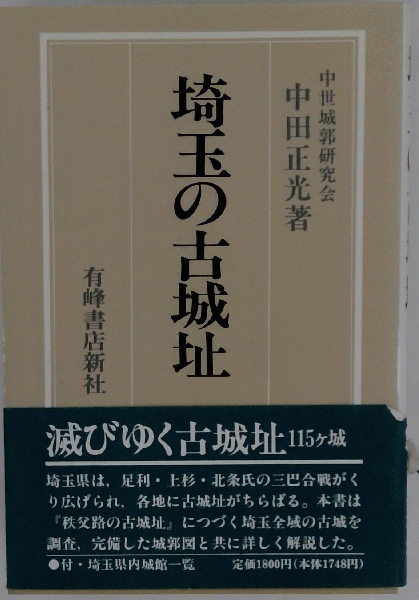 中世城郭研究会
中田正光著
埼玉の古城址
有峰書店新社
滅びゆく古城址115ヶ城
埼玉県は，足利・上杉・北条氏の三巴合戦がく
り広げられ，各地に古城址がちらばる。本書は
『秩父路の古城址』につづく埼玉全域の古城を
調査，完備した城郭図と共に詳しく解説した。
●付・埼玉県内城館一覧　定価1800円（本体1748円）